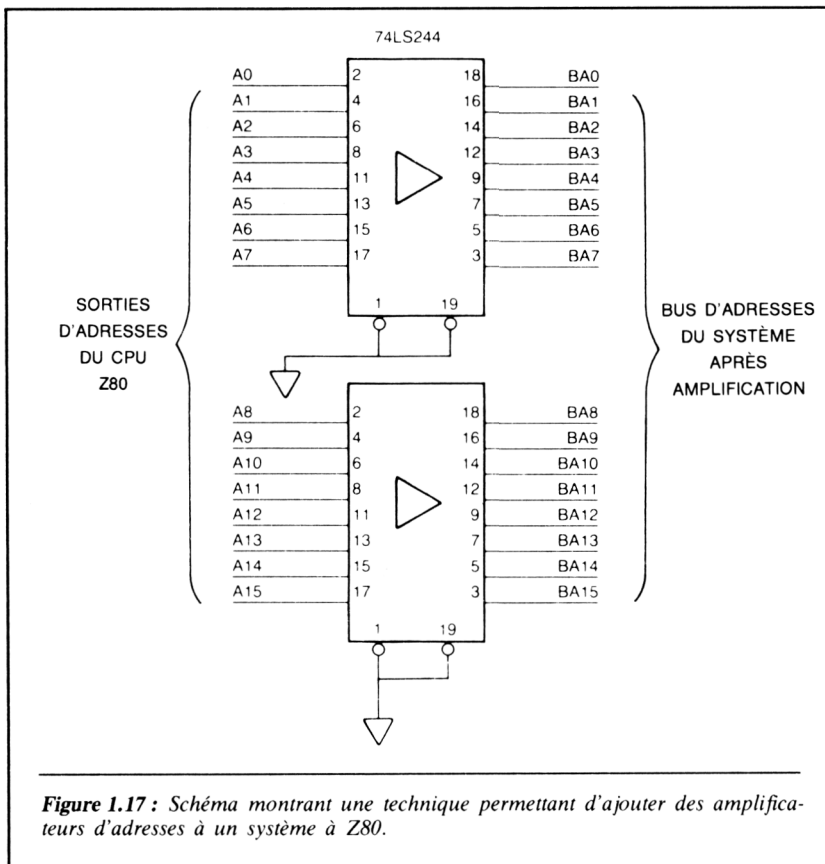 74LS244
A0 2 18 BA0
A1 4 16 BA1
A2 6 14 BA2
A3 8 12 BA3
A4 11 9 BA4
A5 13 7 BA5
A6 15 5 BA6
A7 17 3 BA7
1 19
SORTIES
D'ADRESSES
DU CPU
Z80
BUS D'ADRESSES
DU SYSTÈME
APRÈS
AMPLIFICATION
A8 2 18 BA8
A9 4 16 BA9
A10 6 14 BA10
A11 8 12 BA11
A12 11 9 BA12
A13 13 7 BA13
A14 15 5 BA14
A15 17 3 BA15
1 19
Figure 1.17 : Schéma montrant une technique permettant d'ajouter des amplifica-
teurs d'adresses à un système à Z80.